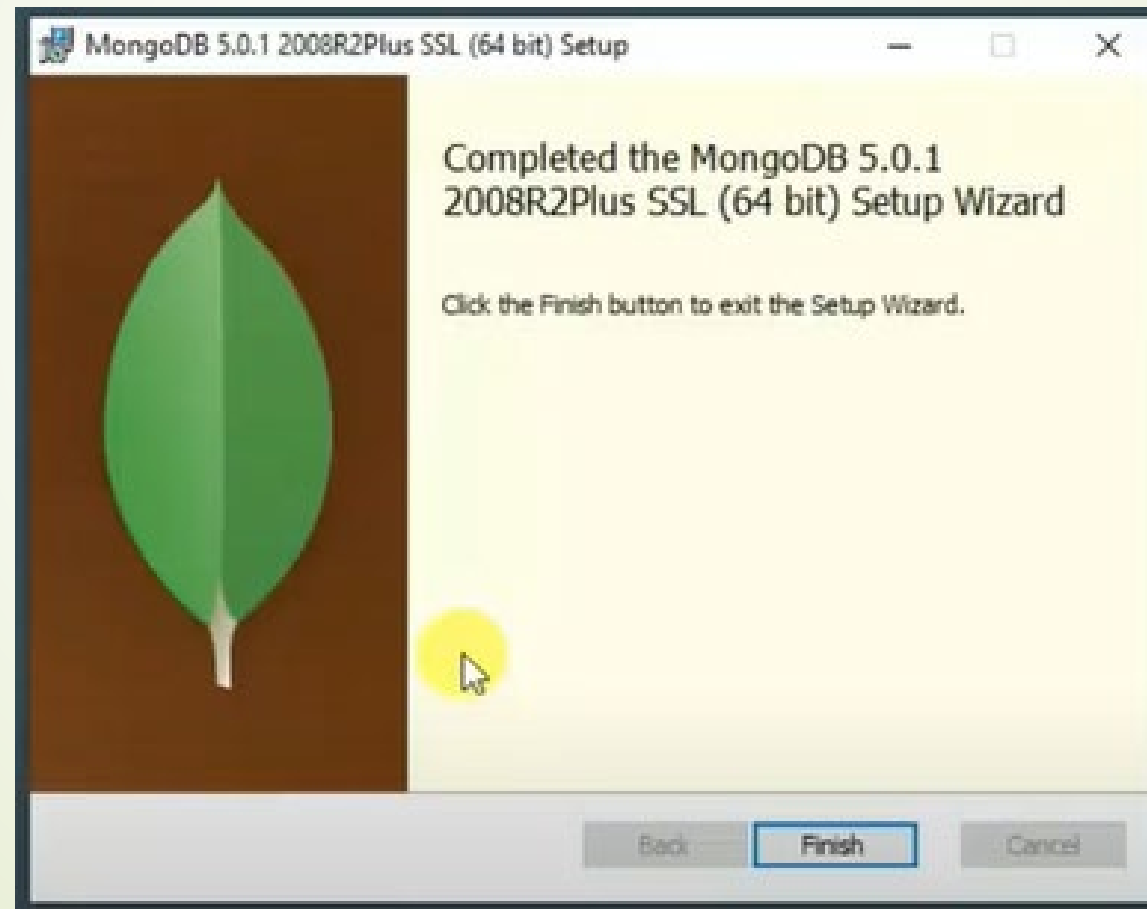 MongoDB 5.0.1 2008R2Plus SSL (64 bit) Setup
Completed the MongoDB 5.0.1
2008R2Plus SSL (64 bit) Setup Wizard
Click the Finish button to exit the Setup Wizard.
Back
Finish
Cancel